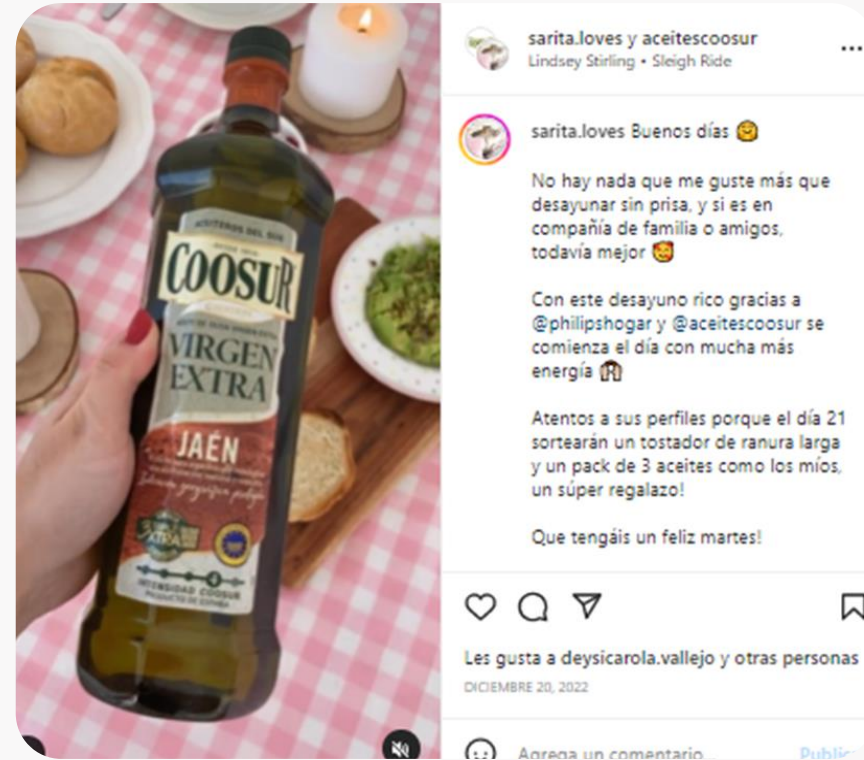 COOSUR
VIRGEN
EXTRA
JAÉN
INTENSIDAD COOSUR
PRODUCTO DE ESPAÑA
sarita.loves y aceitescoosur
Lindsey Stirling • Sleigh Ride
sarita.loves Buenos días
No hay nada que me guste más que
desayunar sin prisa, y si es en
compañía de familia o amigos,
todavía mejor
Con este desayuno rico gracias a
@philipshogar y @aceitescoosur se
comienza el día con mucha más
energía
Atentos a sus perfiles porque el día 21
sortearán un tostador de ranura larga
y un pack de 3 aceites como los míos,
un súper regalazo!
Que tengáis un feliz martes!
Les gusta a deysicarola.vallejo y otras personas
DICIEMBRE 20, 2022
Agrega un comentario...